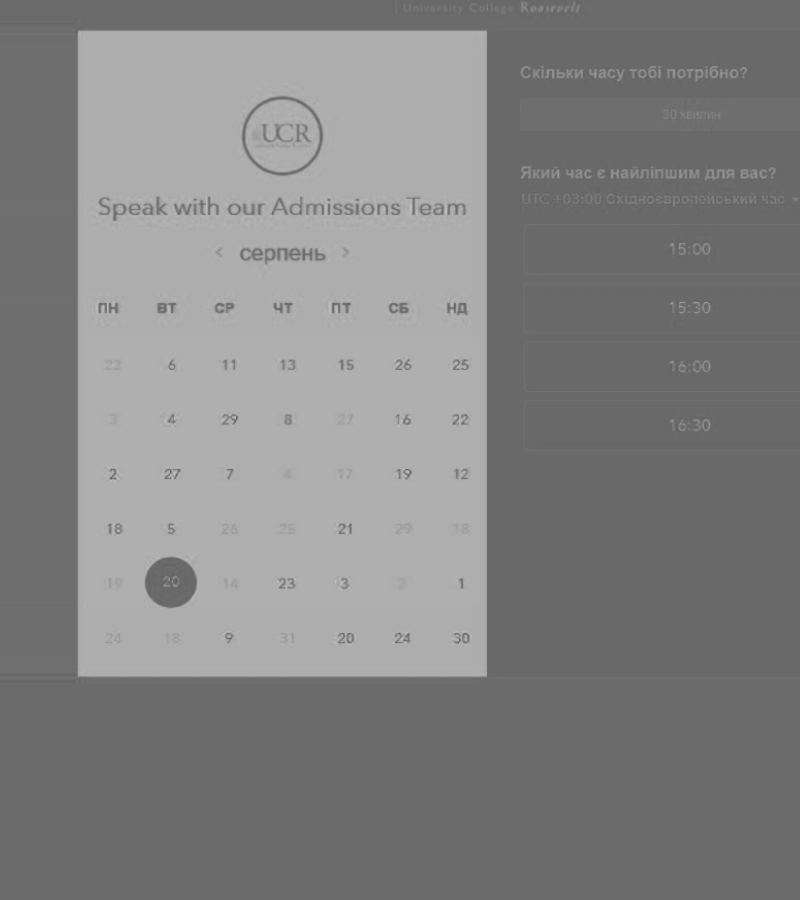 University College Roosevelt
UCR
Speak with our Admissions Team
< серпень >
ПН ВТ СР ЧТ ПТ СБ НД
22 6 11 13 15 26 25
3 4 29 8 27 16 22
2 27 7 4 17 19 12
18 5 26 25 21 29 18
19 20 14 23 3 2 1
24 18 9 31 20 24 30
Скільки часу тобі потрібно?
30 хвилин
Який час є найліпшим для вас?
UTC +03:00 Східноєвропейський час
15:00
15:30
16:00
16:30